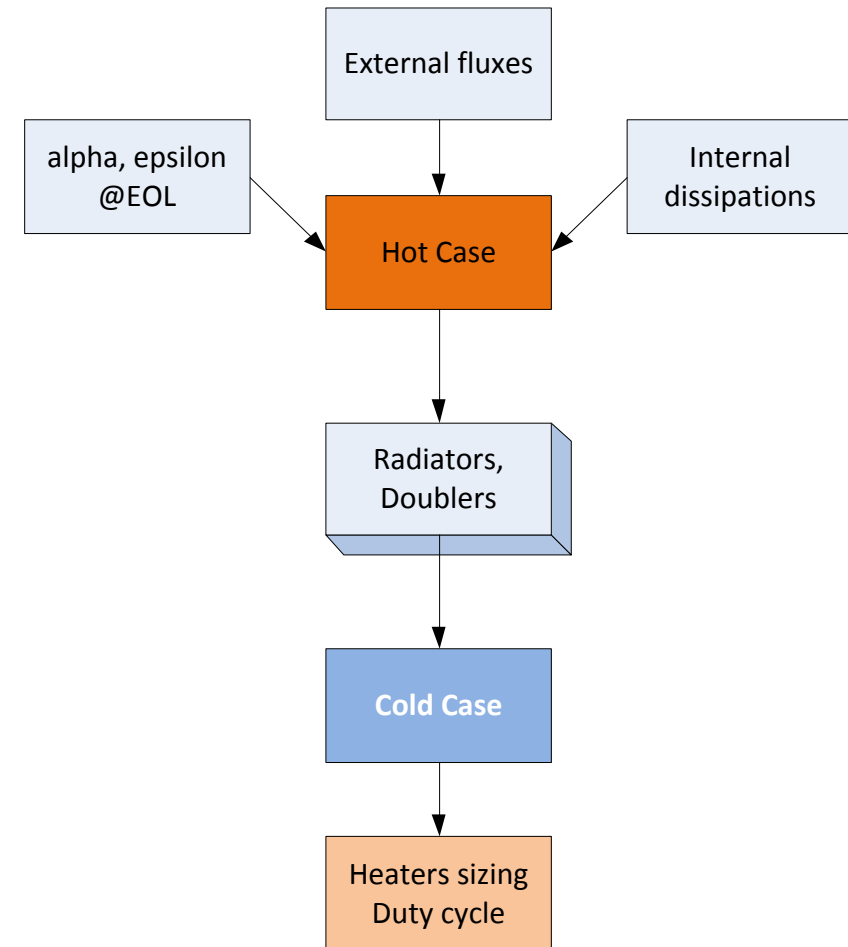 External fluxes
alpha, epsilon
@EOL
Internal
dissipations
Hot Case
Radiators,
Doublers
Cold Case
Heaters sizing
Duty cycle